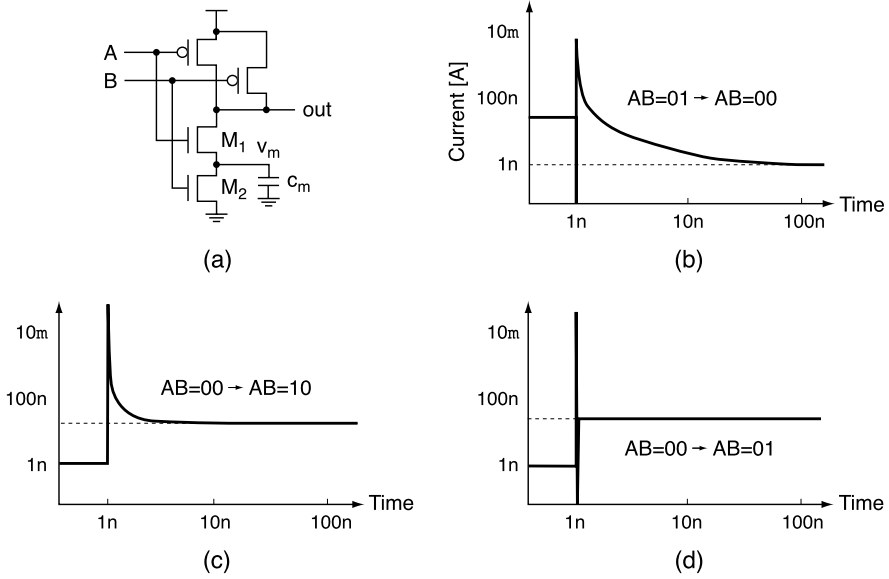 A
B
out
M1 vm
M2
cm
(a)
Current [A]
10m
100n
1n
AB=01 → AB=00
1n
10n
100n
Time
(b)
10m
100n
1n
AB=00 → AB=10
1n
10n
100n
Time
(c)
10m
100n
1n
AB=00 → AB=01
1n
10n
100n
Time
(d)